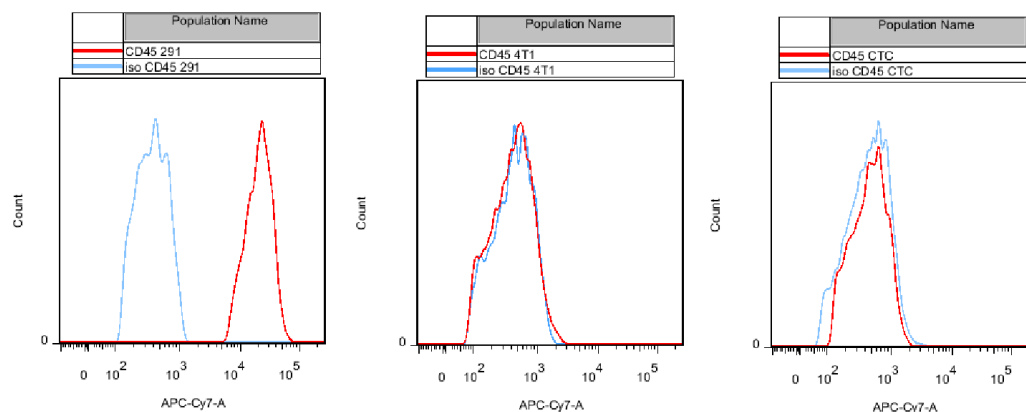 Population Name
CD45 291
iso CD45 291
Count
0
0 10^2 10^3 10^4 10^5
APC-Cy7-A
Population Name
CD45 4T1
iso CD45 4T1
Count
0
0 10^2 10^3 10^4 10^5
APC-Cy7-A
Population Name
CD45 CTC
iso CD45 CTC
Count
0
0 10^2 10^3 10^4 10^5
APC-Cy7-A